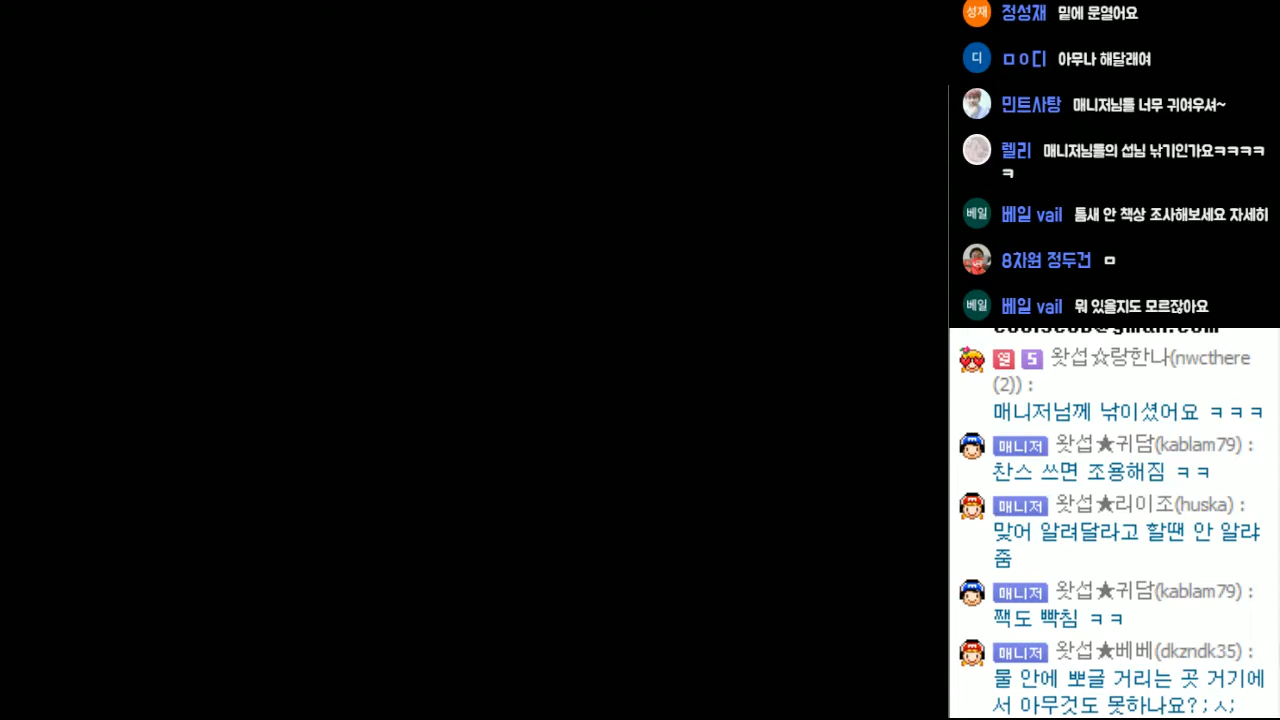 성재 정성재 밑에 문열어요
디 ㅁㅇ디 아무나 해달래여
민트사탕 매니저님들 너무 귀여우셔~
렐리 매니저님들의 섭님 낚기인가요ㅋㅋㅋㅋ
ㅋ
베일 베일 vail 틈새 안 책상 조사해보세요 자세히
8차원 정두건 ㅁ
베일 베일 vail 뭐 있을지도 모르잖아요
열 5 왓섭☆랑한나(nwcthere
(2)) :
매니저님께 낚이셨어요 ㅋㅋㅋ
매니저 왓섭★귀담(kablam79) :
찬스 쓰면 조용해짐 ㅋㅋ
매니저 왓섭★리이조(huska) :
맞어 알려달라고 할땐 안 알랴
줌
매니저 왓섭★귀담(kablam79) :
짹도 빡침 ㅋㅋ
매니저 왓섭★베베(dkzndk35) :
물 안에 뽀글 거리는 곳 거기에
서 아무것도 못하나요?;ㅅ;